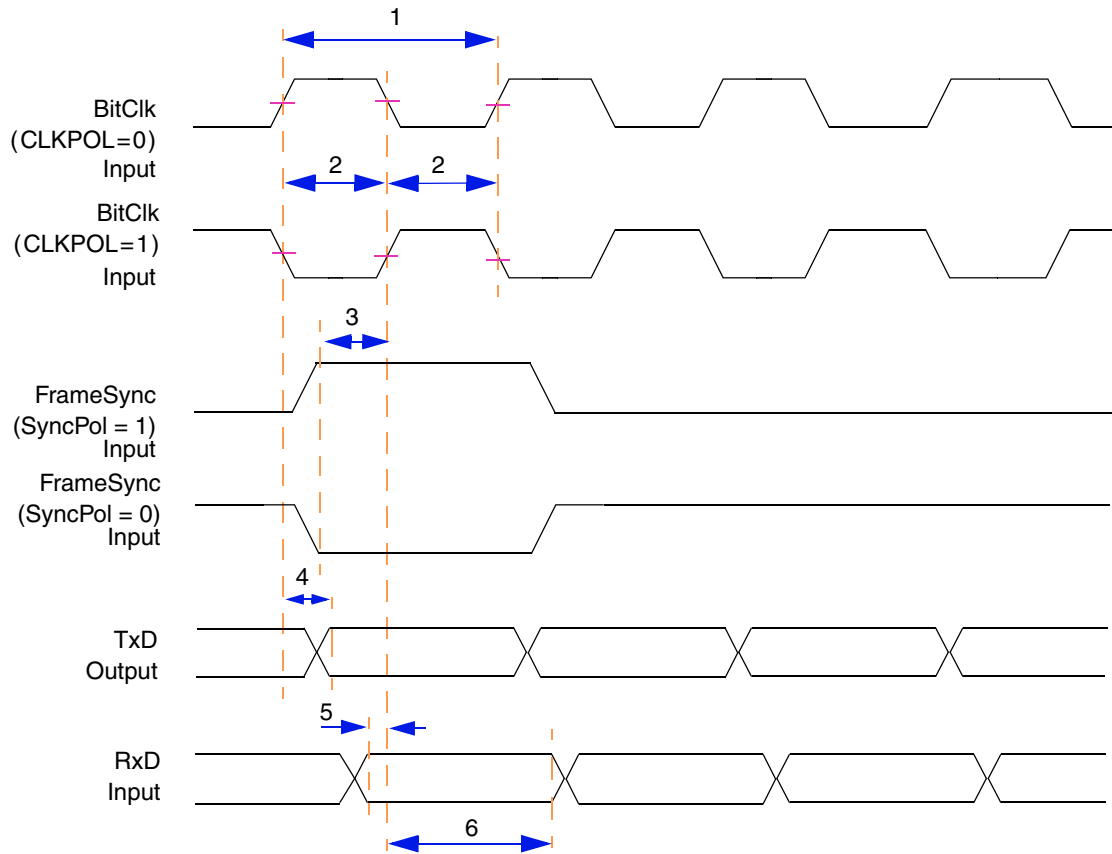 1
BitClk
(CLKPOL=0)
Input
2 2
BitClk
(CLKPOL=1)
Input
3
FrameSync
(SyncPol = 1)
Input
FrameSync
(SyncPol = 0)
Input
4
TxD
Output
5
RxD
Input
6